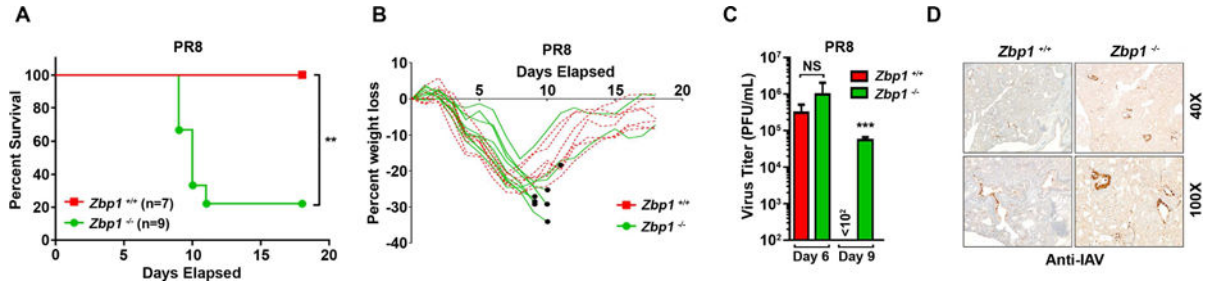 A
PR8
Percent Survival
100
80
60
40
20
0
Zbp1 +/+ (n=7)
Zbp1 -/- (n=9)
**
0
5
10
15
20
Days Elapsed
B
PR8
Days Elapsed
Percent weight loss
10
0
-10
-20
-30
-40
0
5
10
15
20
Zbp1 +/+
Zbp1 -/-
C
PR8
Virus Titer (PFU/mL)
10⁷
10⁶
10⁵
10⁴
10³
10²
NS
Zbp1 +/+
Zbp1 -/-
***
<10²
Day 6
Day 9
D
Zbp1 +/+
Zbp1 -/-
40X
100X
Anti-IAV